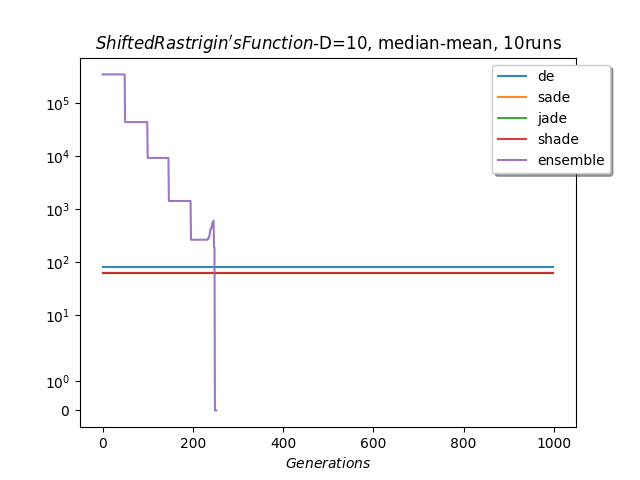 ShiftedRastrigin'sFunction-D=10, median-mean, 10runs
de
sade
jade
shade
ensemble
10^5
10^4
10^3
10^2
10^1
10^0
0
0 200 400 600 800 1000
Generations